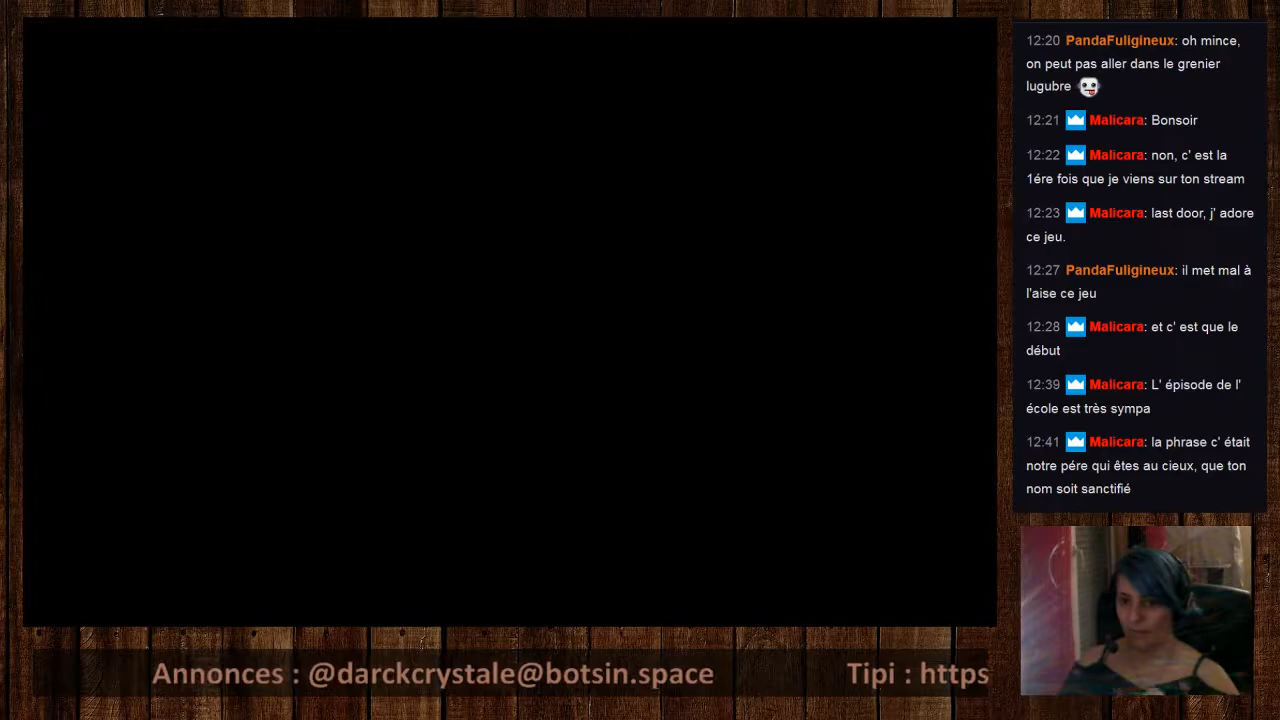 12:20 PandaFuligineux: oh mince,
on peut pas aller dans le grenier
lugubre
12:21 Malicara: Bonsoir
12:22 Malicara: non, c' est la
1ére fois que je viens sur ton stream
12:23 Malicara: last door, j' adore
ce jeu.
12:27 PandaFuligineux: il met mal à
l'aise ce jeu
12:28 Malicara: et c' est que le
début
12:39 Malicara: L' épisode de l'
école est très sympa
12:41 Malicara: la phrase c' était
notre pére qui êtes au cieux, que ton
nom soit sanctifié
Annonces : @darckcrystale@botsin.space Tipi : https